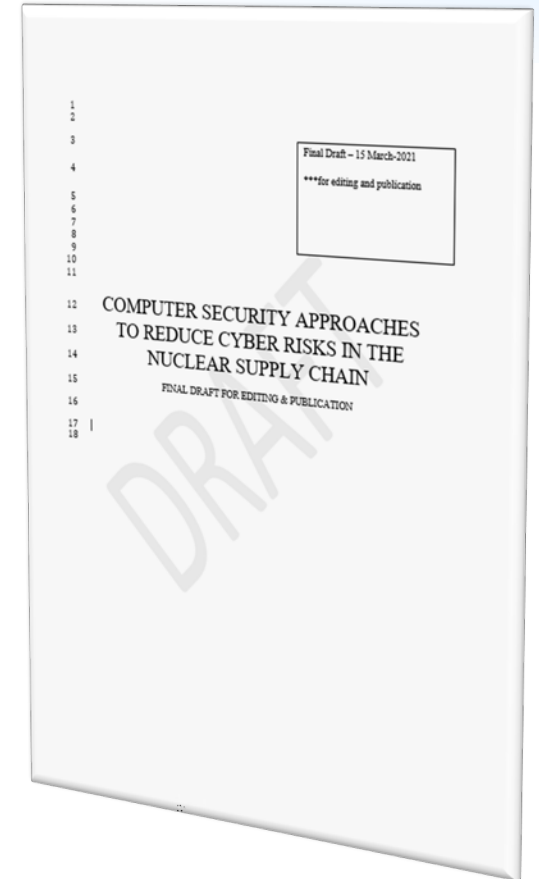 1
2
3
Final Draft – 15 March-2021
4
***for editing and publication
5
6
7
8
9
10
11
12 COMPUTER SECURITY APPROACHES
13 TO REDUCE CYBER RISKS IN THE
14 NUCLEAR SUPPLY CHAIN
15
FINAL DRAFT FOR EDITING & PUBLICATION
16
17
18
DRAFT